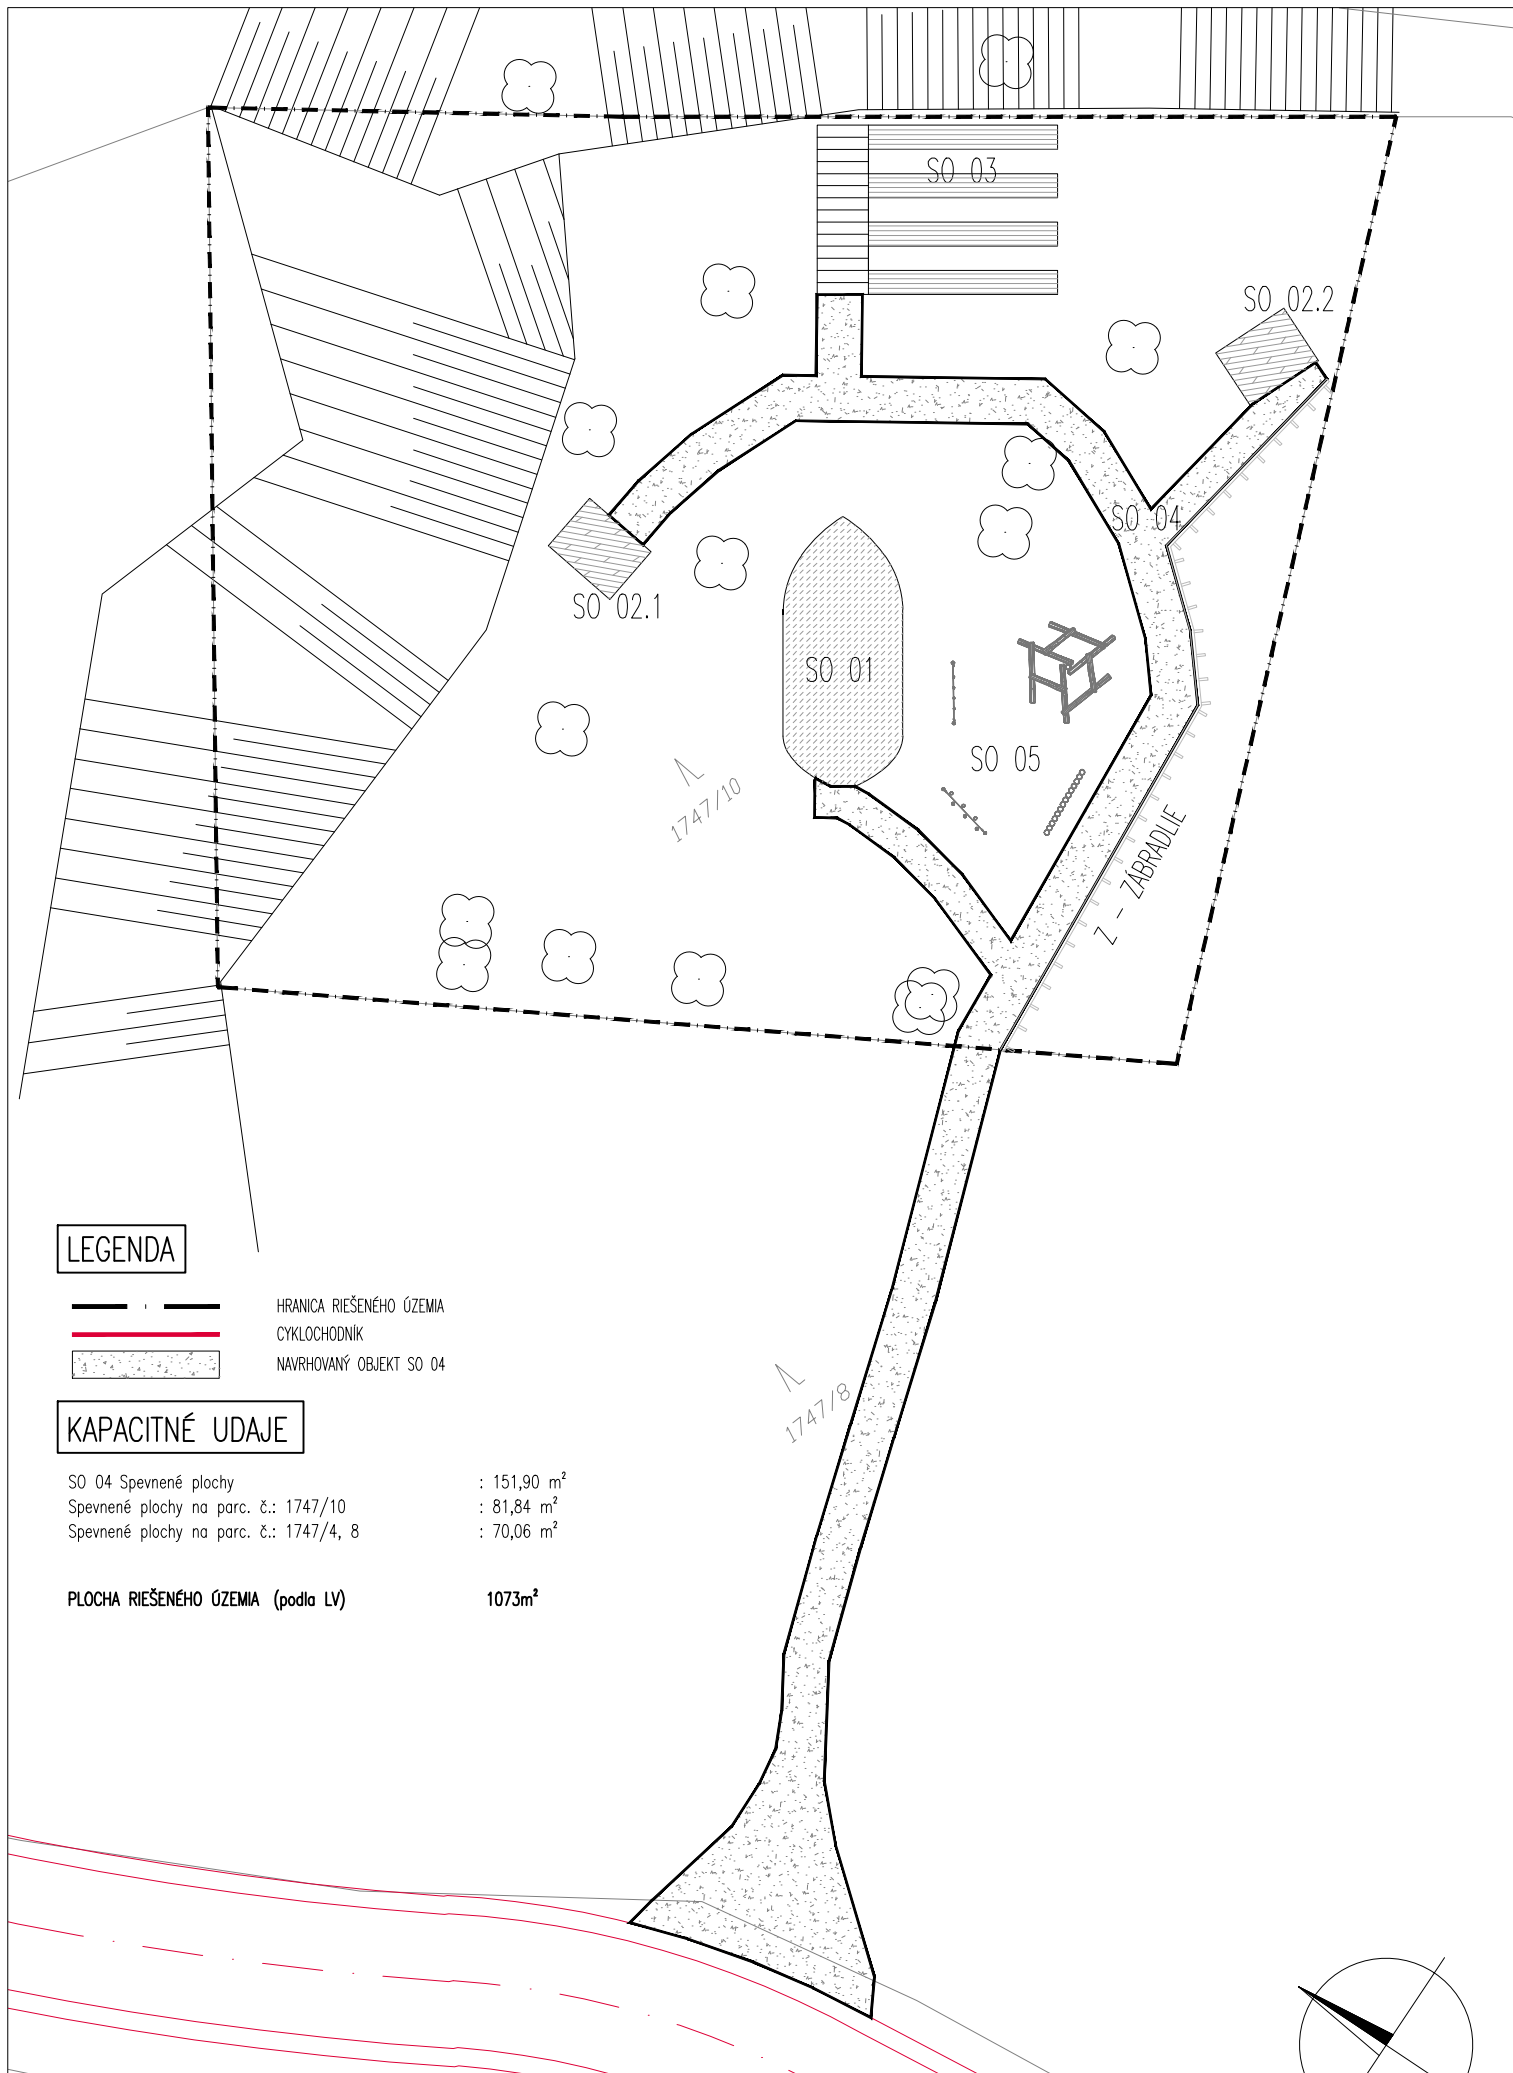 SO 03
SO 02.2
SO 04
SO 02.1
SO 01
SO 05
1747/10
Z - ZÁBRADLIE
LEGENDA
HRANICA RIEŠENÉHO ÚZEMIA
CYKLOCHODNÍK
NAVRHOVANÝ OBJEKT SO 04
1747/8
KAPACITNÉ UDAJE
SO 04 Spevnené plochy : 151,90 m²
Spevnené plochy na parc. č.: 1747/10 : 81,84 m²
Spevnené plochy na parc. č.: 1747/4, 8 : 70,06 m²
PLOCHA RIEŠENÉHO ÚZEMIA (podla LV) 1073m²